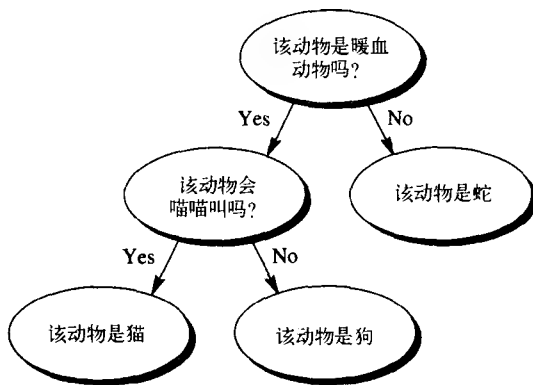 该动物是暖血
动物吗?
Yes
No
该动物会
喵喵叫吗?
该动物是蛇
Yes
No
该动物是猫
该动物是狗